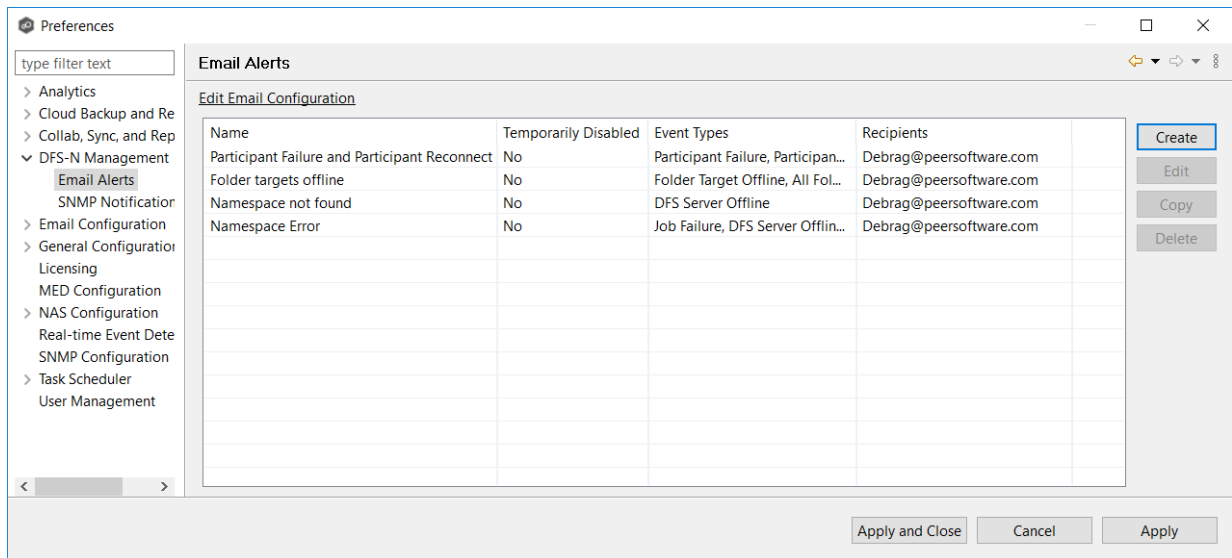 Preferences
type filter text
Analytics
Cloud Backup and Re
Collab, Sync, and Rep
DFS-N Management
Email Alerts
SNMP Notification
Email Configuration
General Configuration
Licensing
MED Configuration
NAS Configuration
Real-time Event Dete
SNMP Configuration
Task Scheduler
User Management
Email Alerts
Edit Email Configuration
Name Temporarily Disabled Event Types Recipients
Participant Failure and Participant Reconnect No Participant Failure, Participan... Debrag@peersoftware.com
Folder targets offline No Folder Target Offline, All Fol... Debrag@peersoftware.com
Namespace not found No DFS Server Offline Debrag@peersoftware.com
Namespace Error No Job Failure, DFS Server Offlin... Debrag@peersoftware.com
Create
Edit
Copy
Delete
Apply and Close Cancel Apply